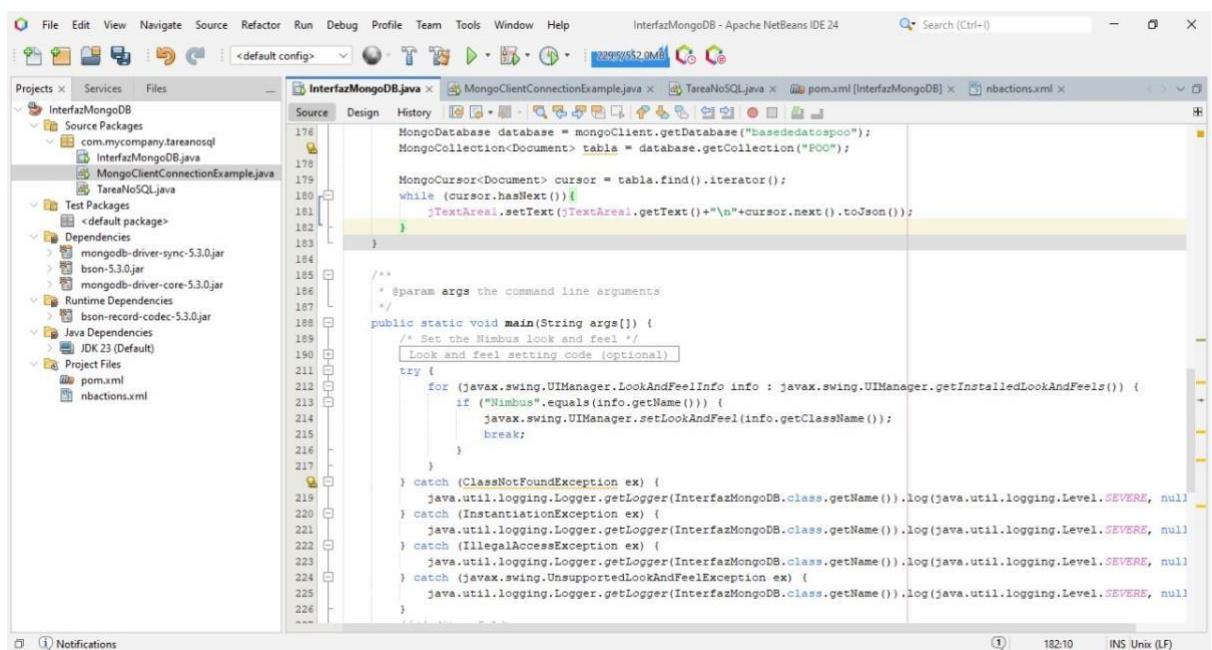 File Edit View Navigate Source Refactor Run Debug Profile Team Tools Window Help InterfazMongoDB - Apache NetBeans IDE 24 Search (Ctrl+I)
<default config> 229.5/552.0MB
Projects Services Files
InterfazMongoDB.java MongoClientConnectionExample.java TareaNoSQL.java pom.xml [InterfazMongoDB] nbactions.xml
Source Design History
InterfazMongoDB
Source Packages
com.mycompany.tareanosql
InterfazMongoDB.java
MongoClientConnectionExample.java
TareaNoSQL.java
Test Packages
<default package>
Dependencies
mongodb-driver-sync-5.3.0.jar
bson-5.3.0.jar
mongodb-driver-core-5.3.0.jar
Runtime Dependencies
bson-record-codec-5.3.0.jar
Java Dependencies
JDK 23 (Default)
Project Files
pom.xml
nbactions.xml
176 MongoDatabase database = mongoClient.getDatabase("basededatospoo");
MongoCollection<Document> tabla = database.getCollection("POO");
178
179 MongoCursor<Document> cursor = tabla.find().iterator();
180 while (cursor.hasNext()){
181 jTextArea1.setText(jTextArea1.getText()+"\n"+cursor.next().toJson());
182 }
183 }
184
185 /**
186 * @param args the command line arguments
187 */
188 public static void main(String args[]) {
189 /* Set the Nimbus look and feel */
190 Look and feel setting code (optional)
211 try {
212 for (javax.swing.UIManager.LookAndFeelInfo info : javax.swing.UIManager.getInstalledLookAndFeels()) {
213 if ("Nimbus".equals(info.getName())) {
214 javax.swing.UIManager.setLookAndFeel(info.getClassName());
215 break;
216 }
217 }
} catch (ClassNotFoundException ex) {
219 java.util.logging.Logger.getLogger(InterfazMongoDB.class.getName()).log(java.util.logging.Level.SEVERE, null
220 } catch (InstantiationException ex) {
221 java.util.logging.Logger.getLogger(InterfazMongoDB.class.getName()).log(java.util.logging.Level.SEVERE, null
222 } catch (IllegalAccessException ex) {
223 java.util.logging.Logger.getLogger(InterfazMongoDB.class.getName()).log(java.util.logging.Level.SEVERE, null
224 } catch (javax.swing.UnsupportedLookAndFeelException ex) {
225 java.util.logging.Logger.getLogger(InterfazMongoDB.class.getName()).log(java.util.logging.Level.SEVERE, null
226 }
Notifications 1 182:10 INS Unix (LF)